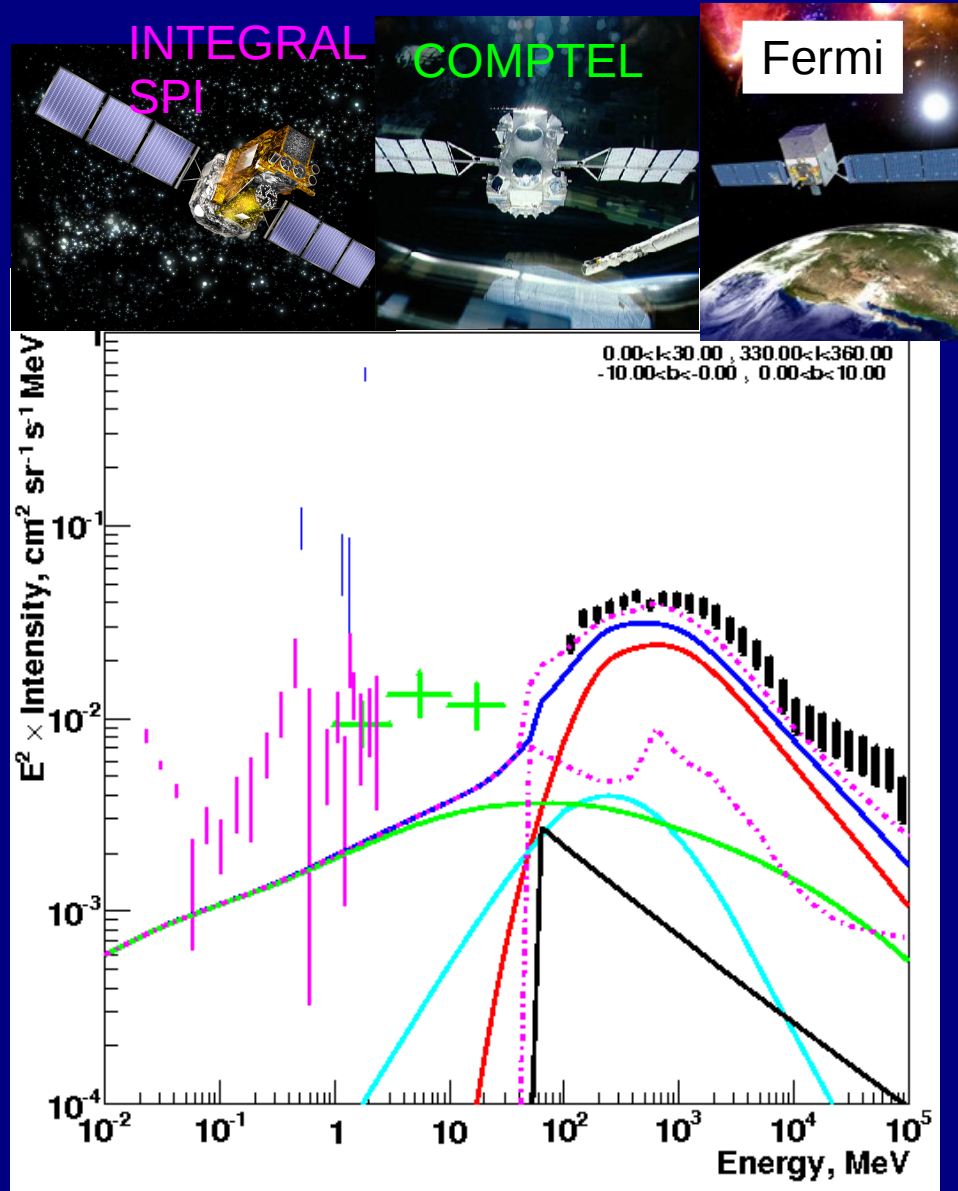 INTEGRAL
SPI
COMPTEL
Fermi
0.00<l<30.00 , 330.00<l<360.00
-10.00<b<-0.00 , 0.00<b<10.00
E² × Intensity, cm² sr⁻¹ s⁻¹ MeV
1
10⁻¹
10⁻²
10⁻³
10⁻⁴
10⁻² 10⁻¹ 1 10 10² 10³ 10⁴ 10⁵
Energy, MeV